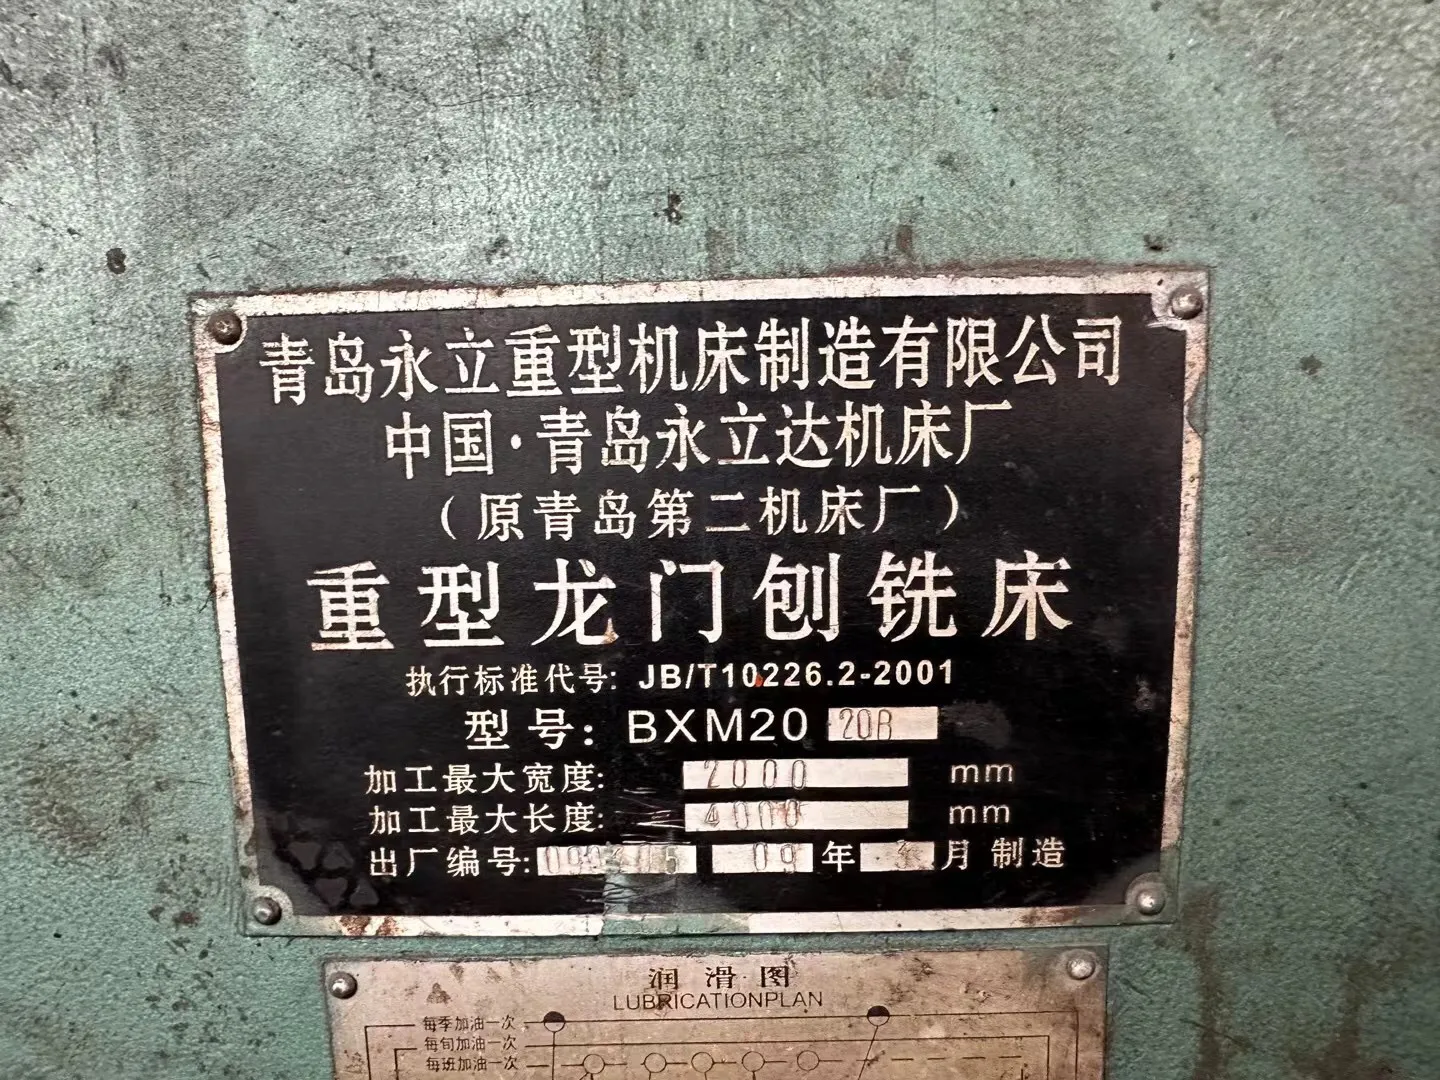 青岛永立重型机床制造有限公司
中国·青岛永立达机床厂
（原青岛第二机床厂）
重型龙门刨铣床
执行标准代号: JB/T10226.2-2001
型号: BXM20 20B
加工最大宽度: 2000 mm
加工最大长度: 4000 mm
出厂编号: 09年 月制造
润滑图
LUBRICATIONPLAN
每季加油一次
每旬加油一次
每班加油一次